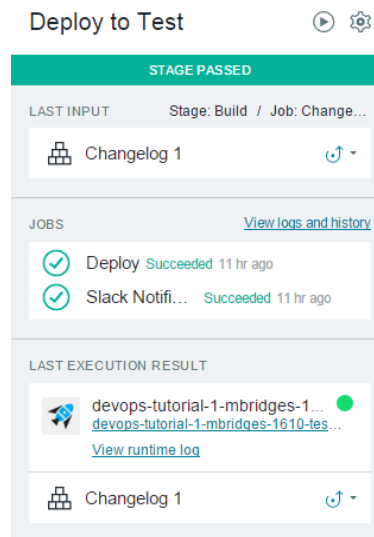 Deploy to Test
STAGE PASSED
LAST INPUT Stage: Build / Job: Change...
Changelog 1
JOBS View logs and history
Deploy Succeeded 11 hr ago
Slack Notifi... Succeeded 11 hr ago
LAST EXECUTION RESULT
devops-tutorial-1-mbridges-1...
devops-tutorial-1-mbridges-1610-tes...
View runtime log
Changelog 1